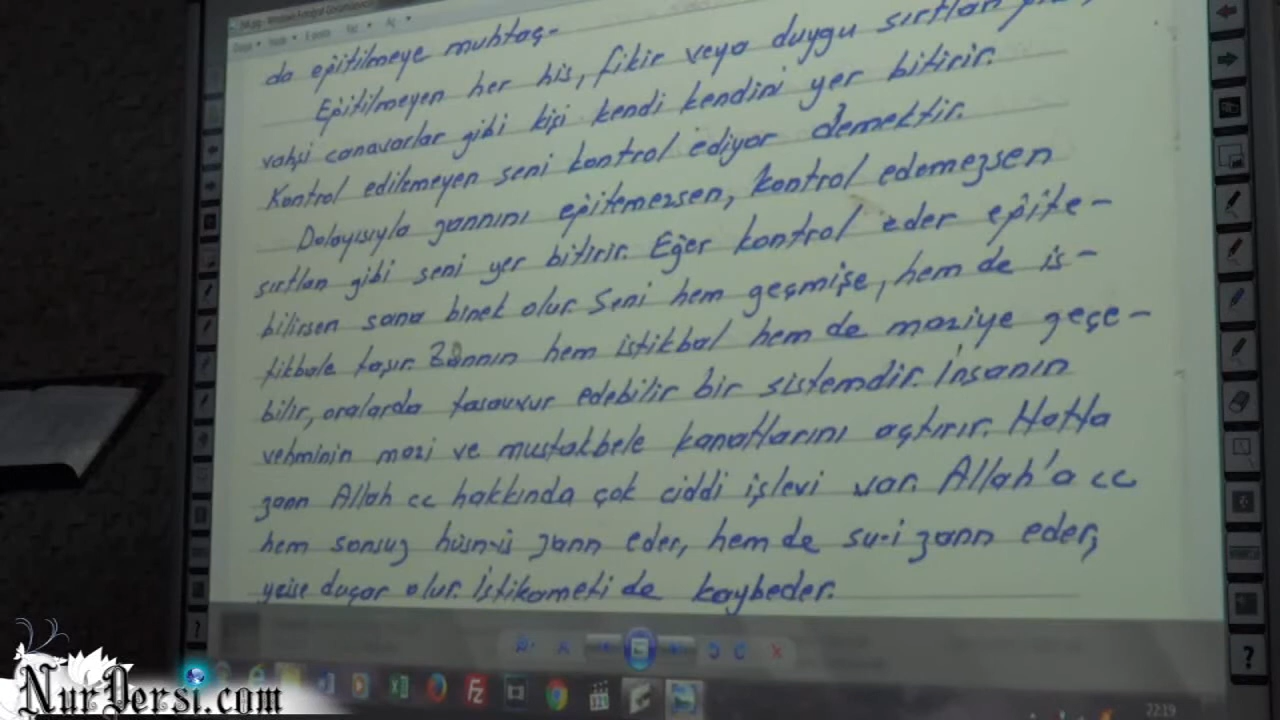 da eğitilmeye muhtaç-
Eğitilmeyen her his, fikir veya duygu sırtlan
vahşi canavarlar gibi kişi kendi kendini yer bitirir.
Kontrol edilemeyen seni kontrol ediyor demektir.
Dolayısıyla zannını eğitemezsen, kontrol edemezsen
sırtlan gibi seni yer bitirir. Eğer kontrol eder eğite-
bilirsen sana binek olur. Seni hem geçmişe, hem de is-
tikbale taşır. Zannın hem istikbal hem de maziye geçe-
bilir, oralarda tasavvur edebilir bir sistemdir. İnsanın
vehminin mazi ve mustakbele kanatlarını açtırır. Hatta
zann Allah cc hakkında çok ciddi işlevi var. Allah'a cc
hem sonsuz hüsn-is zann eder, hem de su-i zann eder,
yeise duçar olur. İstikameti de kaybeder.
NurDersi.com
22:19